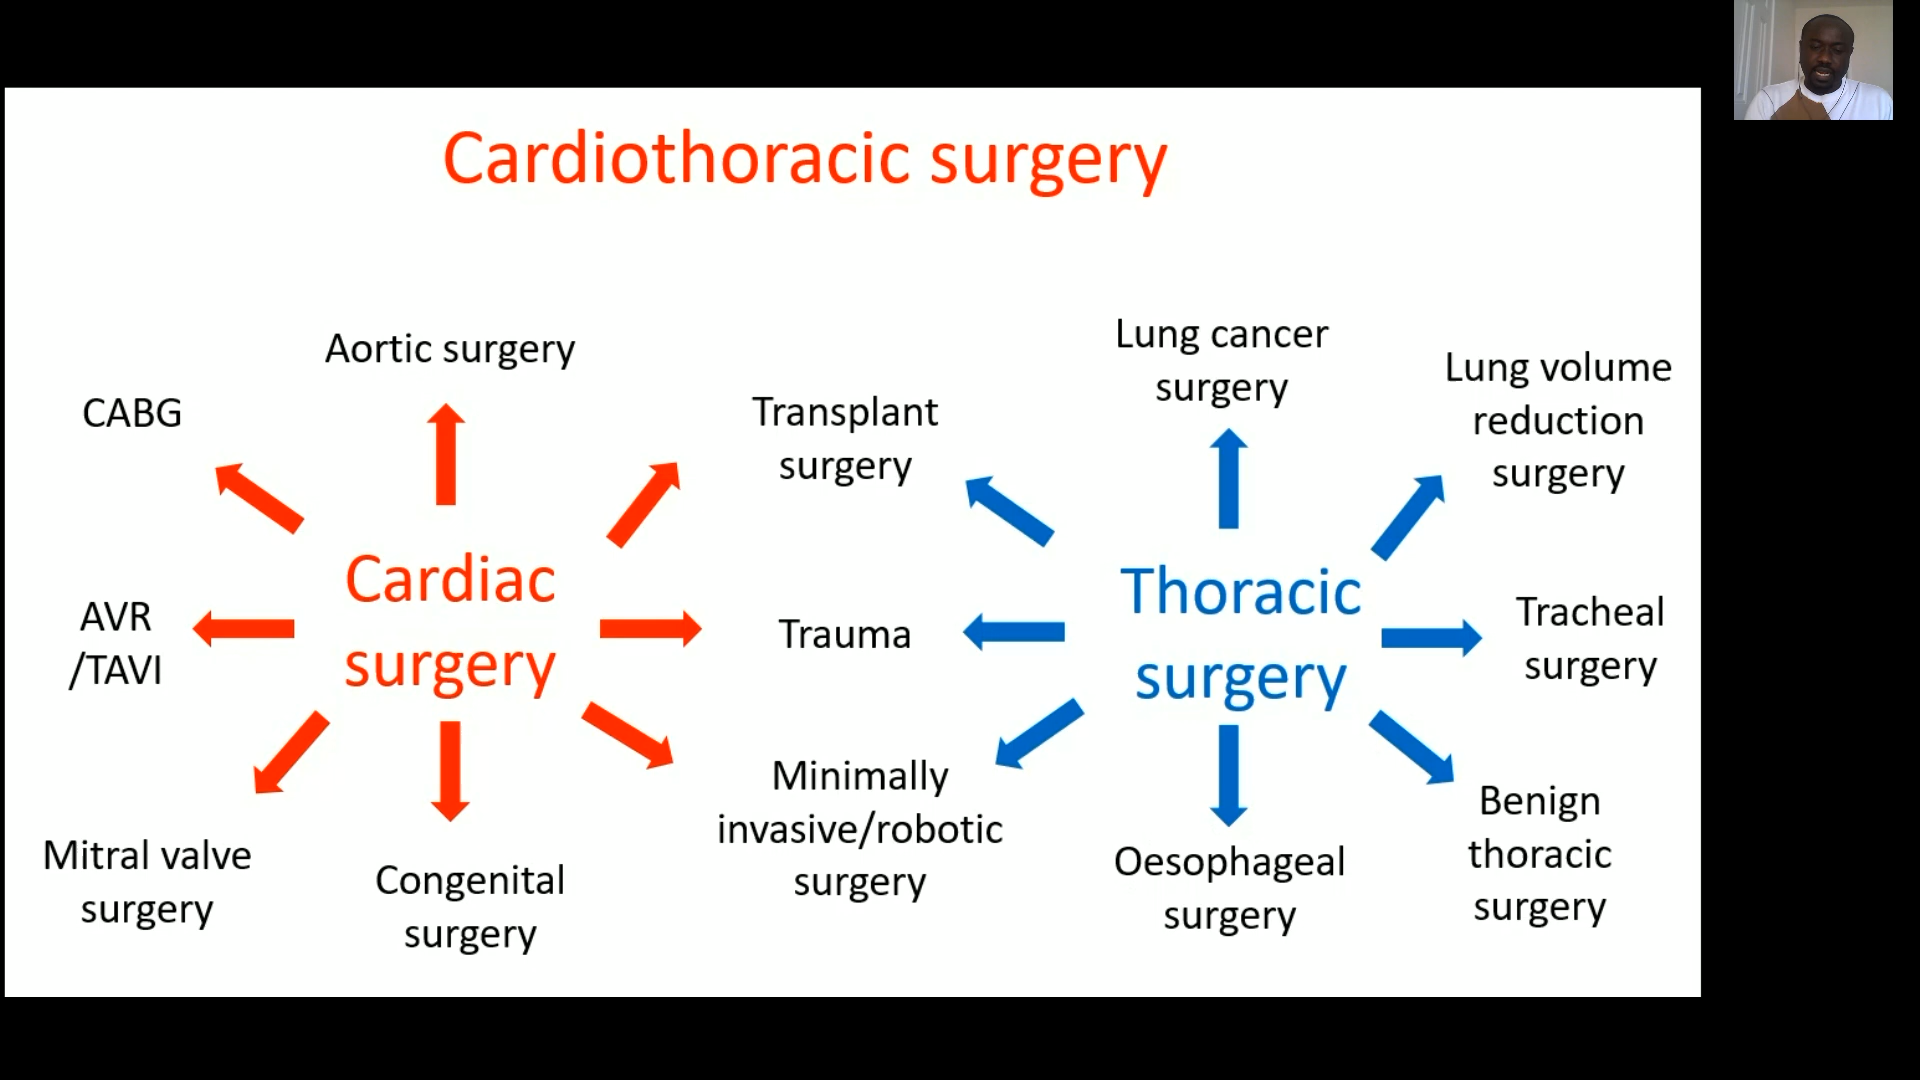 Cardiothoracic surgery
Aortic surgery
CABG
AVR
/TAVI
Mitral valve
surgery
Congenital
surgery
Cardiac
surgery
Transplant
surgery
Trauma
Minimally
invasive/robotic
surgery
Thoracic
surgery
Lung cancer
surgery
Lung volume
reduction
surgery
Tracheal
surgery
Benign
thoracic
surgery
Oesophageal
surgery